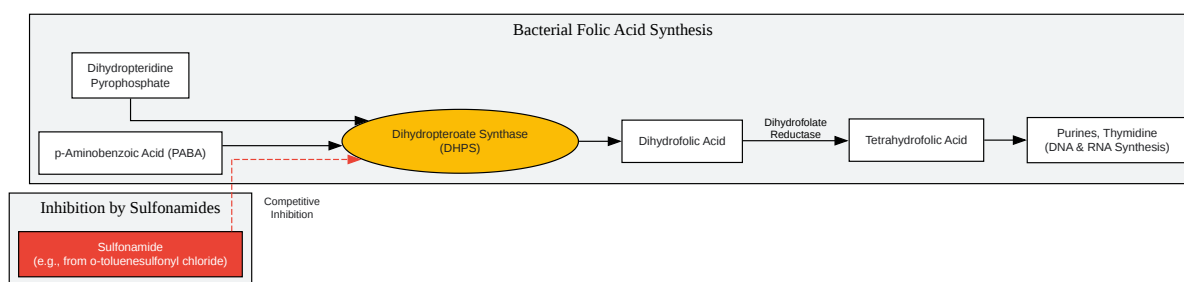 Bacterial Folic Acid Synthesis
Dihydropteridine
Pyrophosphate
p-Aminobenzoic Acid (PABA)
Dihydropteroate Synthase
(DHPS)
Dihydrofolic Acid
Dihydrofolate
Reductase
Tetrahydrofolic Acid
Purines, Thymidine
(DNA & RNA Synthesis)
Inhibition by Sulfonamides
Competitive
Inhibition
Sulfonamide
(e.g., from o-toluenesulfonyl chloride)